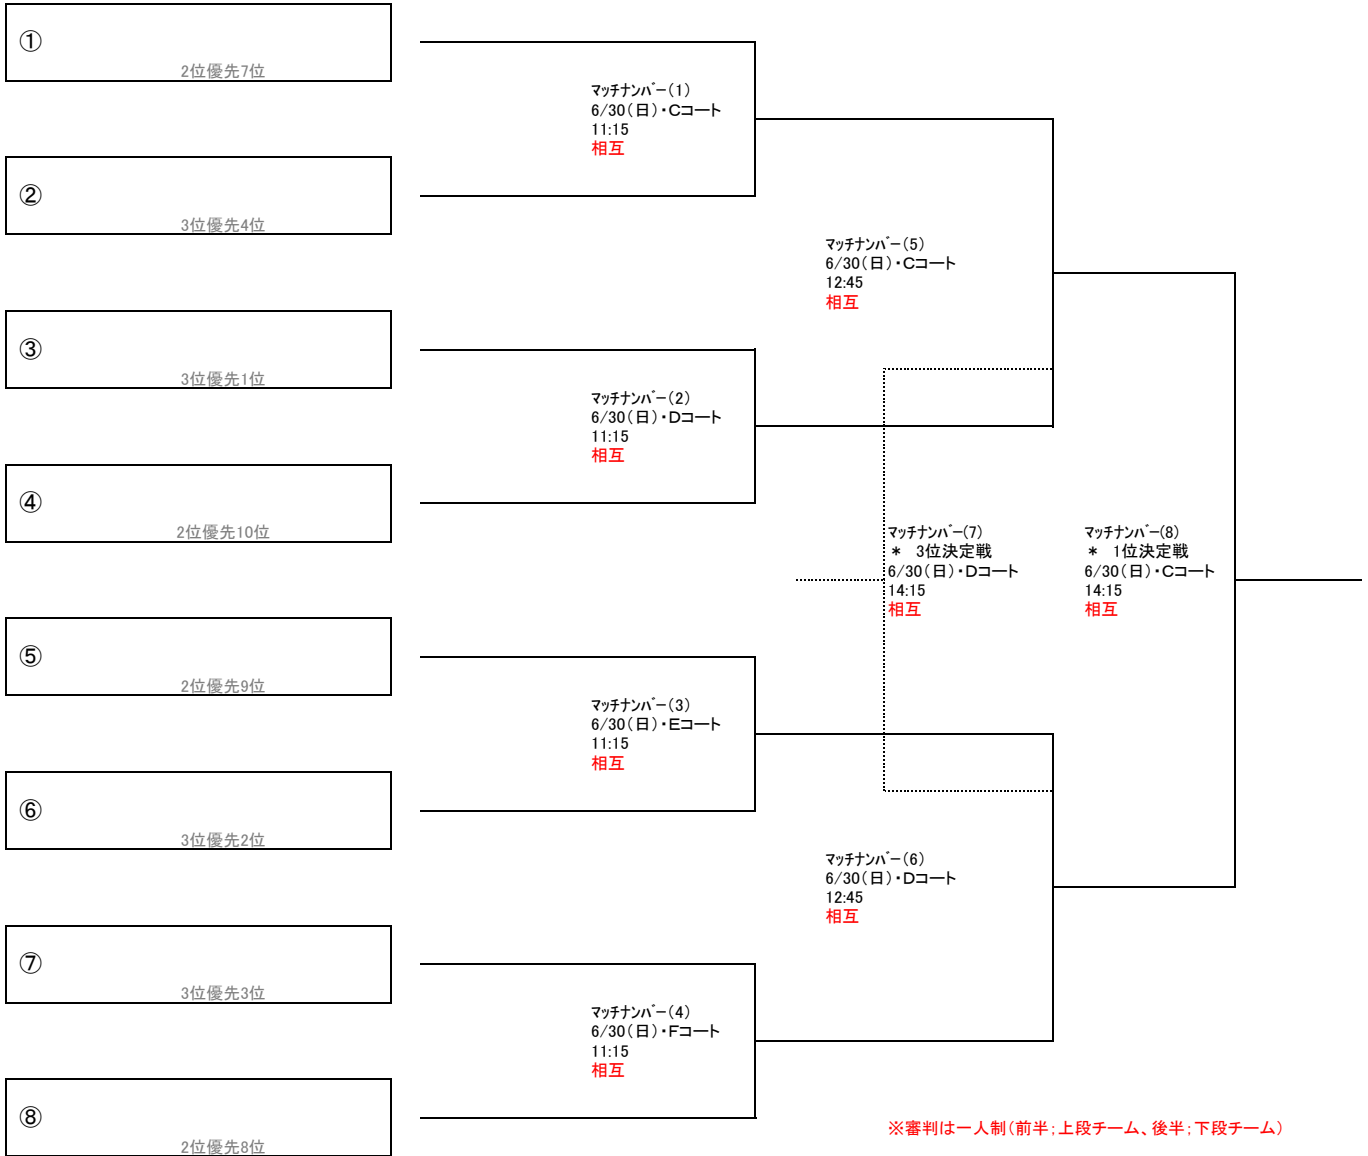 ①
2位優先7位
ﾏｯﾁﾅﾝﾊﾞｰ(1)
6/30(日)・Cコート
11:15
相互
②
3位優先4位
ﾏｯﾁﾅﾝﾊﾞｰ(5)
6/30(日)・Cコート
12:45
相互
③
3位優先1位
ﾏｯﾁﾅﾝﾊﾞｰ(2)
6/30(日)・Dコート
11:15
相互
④
2位優先10位
ﾏｯﾁﾅﾝﾊﾞｰ(7)
＊ 3位決定戦
6/30(日)・Dコート
14:15
相互
ﾏｯﾁﾅﾝﾊﾞｰ(8)
＊ 1位決定戦
6/30(日)・Cコート
14:15
相互
⑤
2位優先9位
ﾏｯﾁﾅﾝﾊﾞｰ(3)
6/30(日)・Eコート
11:15
相互
⑥
3位優先2位
ﾏｯﾁﾅﾝﾊﾞｰ(6)
6/30(日)・Dコート
12:45
相互
⑦
3位優先3位
ﾏｯﾁﾅﾝﾊﾞｰ(4)
6/30(日)・Fコート
11:15
相互
⑧
2位優先8位
※審判は一人制(前半;上段チーム、後半;下段チーム)